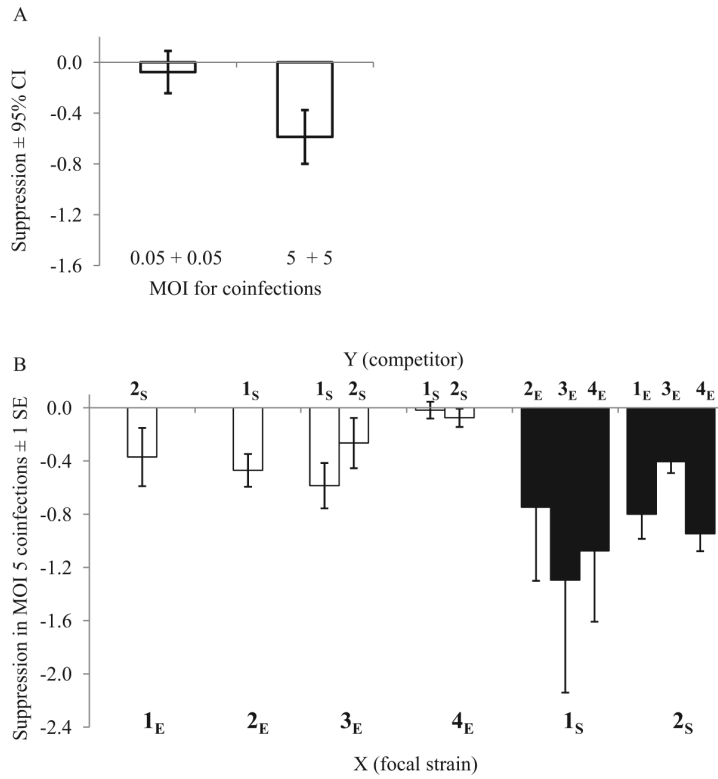 A
0.0
-0.4
-0.8
-1.2
-1.6
Suppression ± 95% CI
0.05 + 0.05 5 + 5
MOI for coinfections
B
Y (competitor)
2S 1S 1S 2S 1S 2S 2E 3E 4E 1E 3E 4E
0.0
-0.4
-0.8
-1.2
-1.6
-2.0
-2.4
Suppression in MOI 5 coinfections ± 1 SE
1E 2E 3E 4E 1S 2S
X (focal strain)